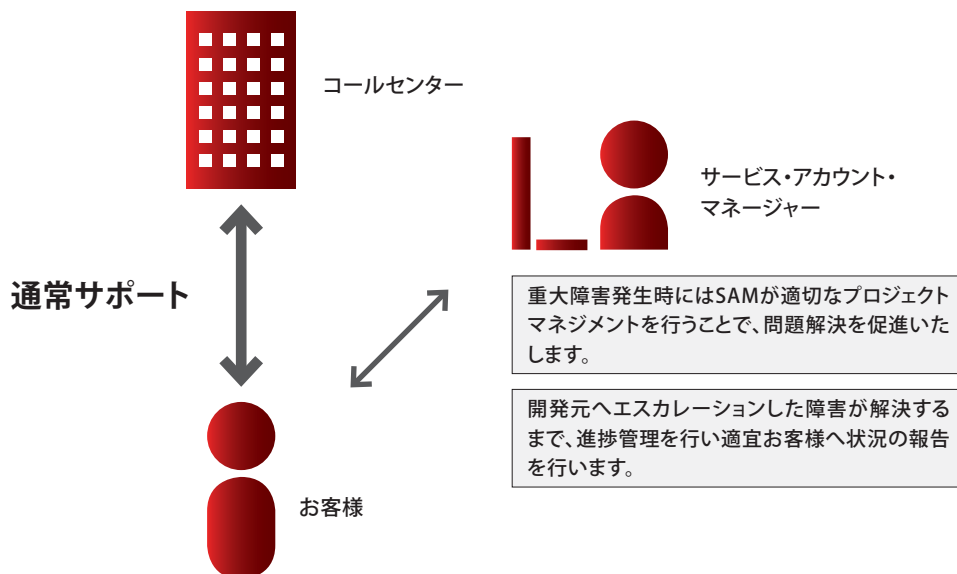 コールセンター
サービス・アカウント・
マネージャー
通常サポート
重大障害発生時にはSAMが適切なプロジェクト
マネジメントを行うことで、問題解決を促進いた
します。
開発元へエスカレーションした障害が解決する
まで、進捗管理を行い適宜お客様へ状況の報告
を行います。
お客様